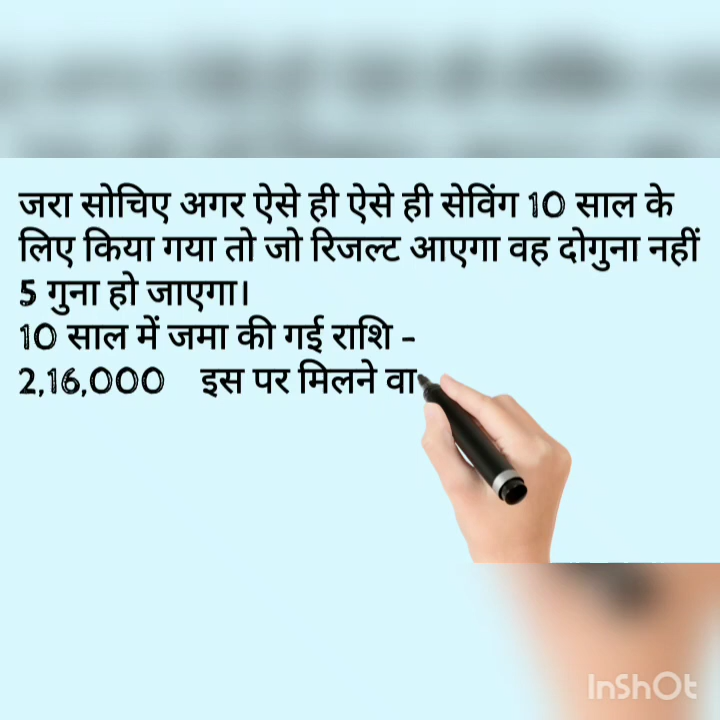 जरा सोचिए अगर ऐसे ही ऐसे ही सेविंग 10 साल के
लिए किया गया तो जो रिजल्ट आएगा वह दोगुना नहीं
5 गुना हो जाएगा।
10 साल में जमा की गई राशि -
2,16,000 इस पर मिलने वा
InShOt